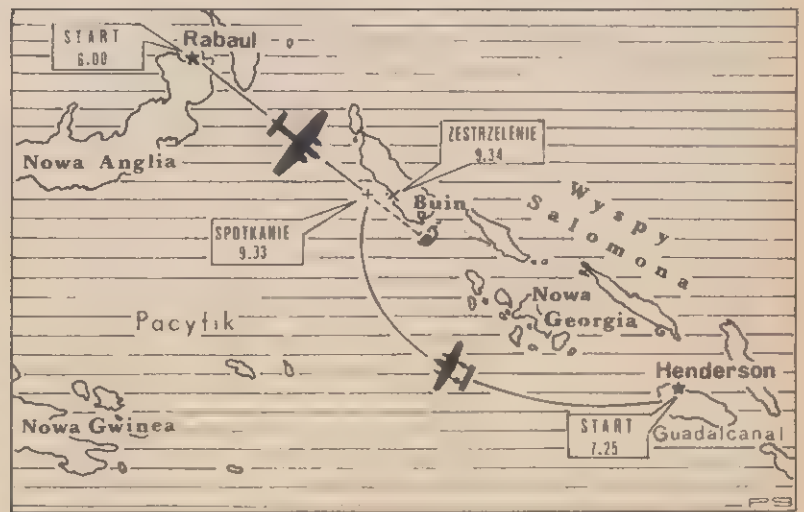 START
6.00
Rabaul
Nowa Anglia
ZESTRZELENIE
9.34
Buin
SPOTKANIE
9.33
Wyspy
Salomona
Nowa
Georgia
Pacyfik
Henderson
Nowa Gwinea
START
7.25
Guadalcanal
PS